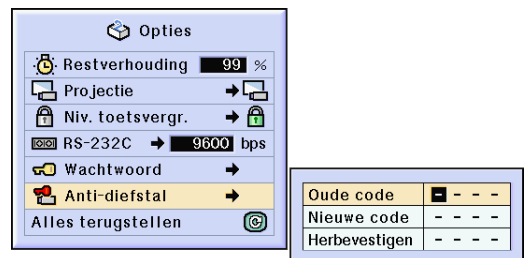 Opties
Restverhouding 99 %
Projectie
Niv. toetsvergr.
RS-232C 9600 bps
Wachtwoord
Anti-diefstal
Alles terugstellen
Oude code - - - -
Nieuwe code - - - -
Herbevestigen - - - -